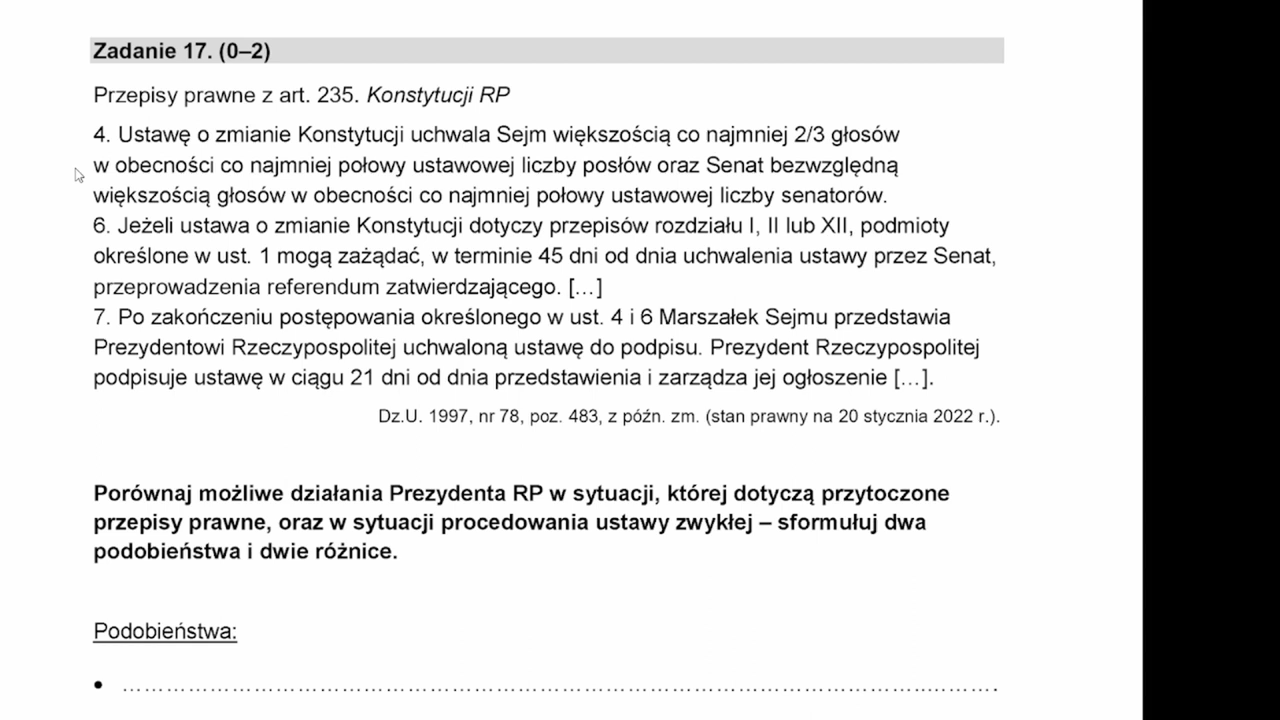 Zadanie 17. (0–2)
Przepisy prawne z art. 235. Konstytucji RP
4. Ustawę o zmianie Konstytucji uchwala Sejm większością co najmniej 2/3 głosów
w obecności co najmniej połowy ustawowej liczby posłów oraz Senat bezwzględną
większością głosów w obecności co najmniej połowy ustawowej liczby senatorów.
6. Jeżeli ustawa o zmianie Konstytucji dotyczy przepisów rozdziału I, II lub XII, podmioty
określone w ust. 1 mogą zażądać, w terminie 45 dni od dnia uchwalenia ustawy przez Senat,
przeprowadzenia referendum zatwierdzającego. […]
7. Po zakończeniu postępowania określonego w ust. 4 i 6 Marszałek Sejmu przedstawia
Prezydentowi Rzeczypospolitej uchwaloną ustawę do podpisu. Prezydent Rzeczypospolitej
podpisuje ustawę w ciągu 21 dni od dnia przedstawienia i zarządza jej ogłoszenie […].
Dz.U. 1997, nr 78, poz. 483, z późn. zm. (stan prawny na 20 stycznia 2022 r.).
Porównaj możliwe działania Prezydenta RP w sytuacji, której dotyczą przytoczone
przepisy prawne, oraz w sytuacji procedowania ustawy zwykłej – sformułuj dwa
podobieństwa i dwie różnice.
Podobieństwa:
• ………………………………………………………………………………………………….